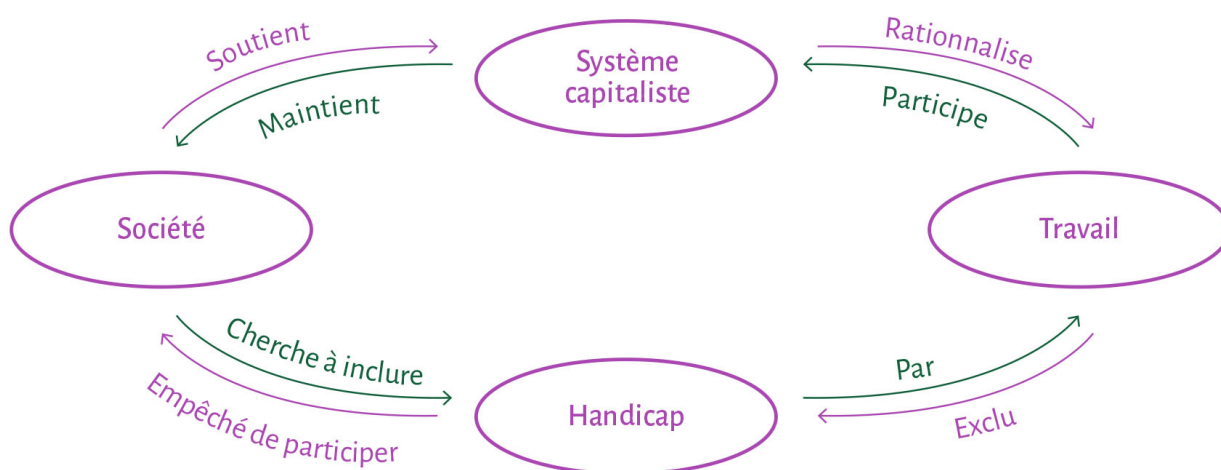 Soutient
Rationnalise
Système
capitaliste
Maintient
Participe
Société
Travail
Cherche à inclure
Par
Empêché de participer
Handicap
Exclu